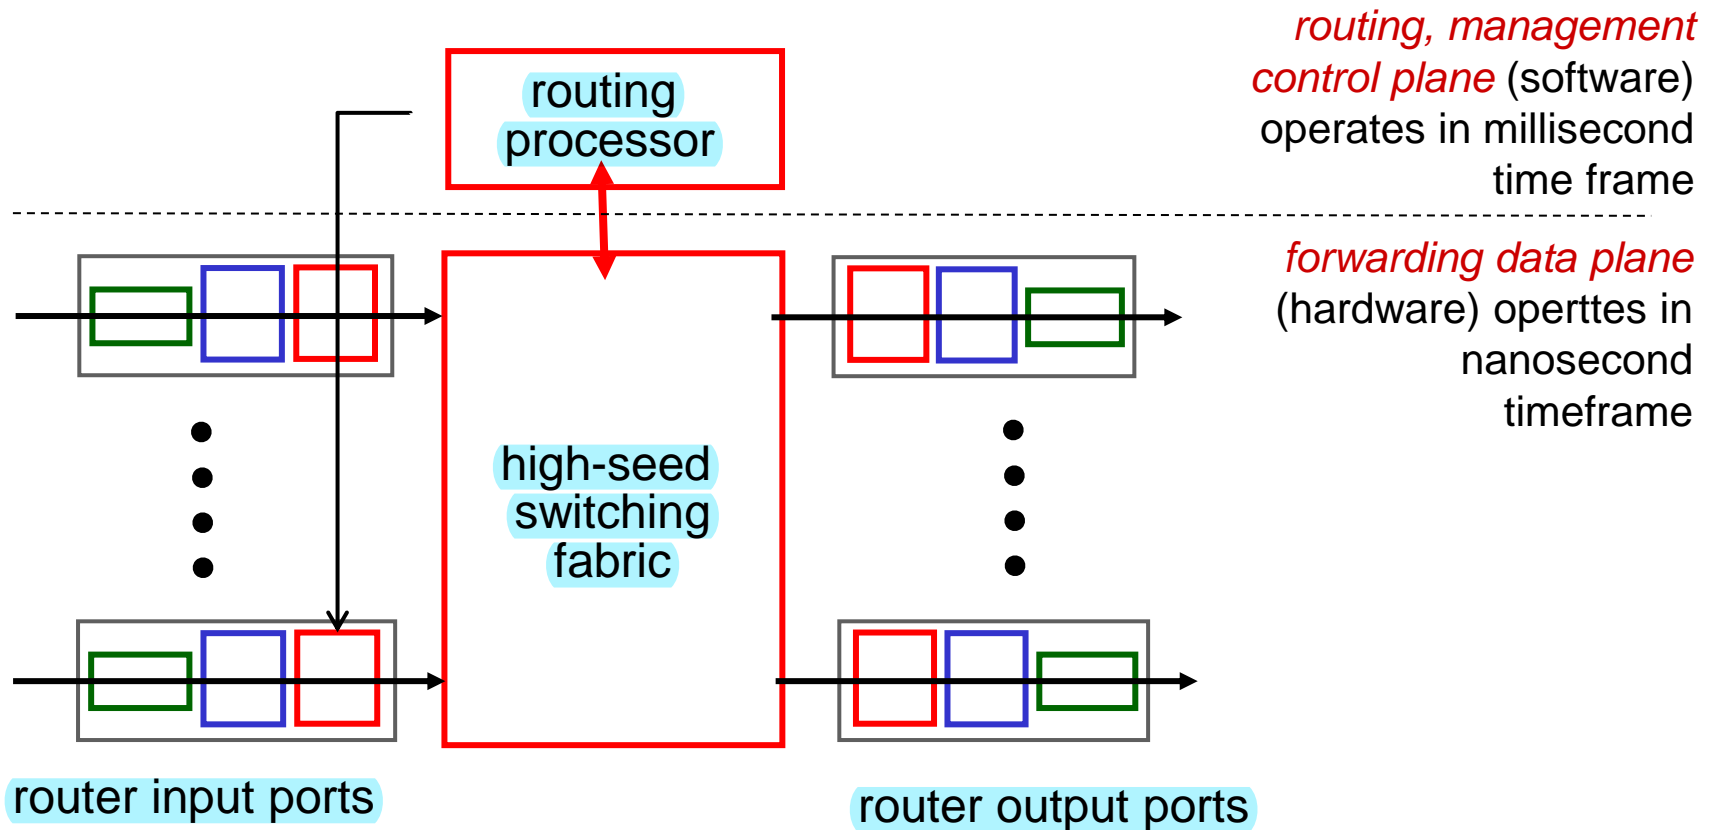 routing, management
control plane (software)
operates in millisecond
time frame
routing
processor
forwarding data plane
(hardware) operttes in
nanosecond
timeframe
high-seed
switching
fabric
router input ports
router output ports